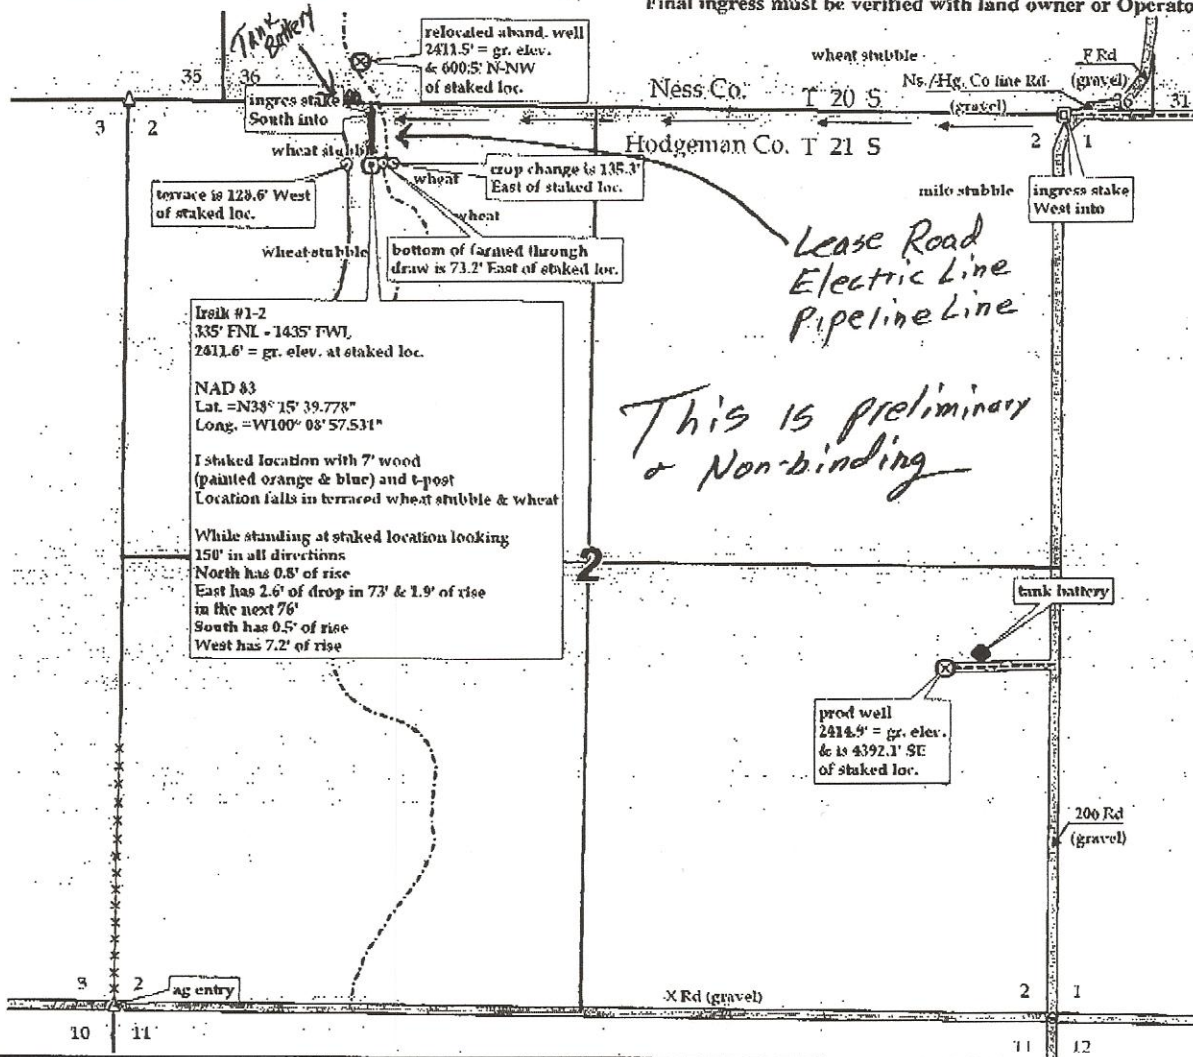 Final ingress must be verified with land owner or Operato
Tank
Battery
relocated aband. well
2411.5' = gr. elev.
& 600.5' N-NW
of staked loc.
wheat stubble
F Rd
(gravel)
Ns./Hg. Co line Rd
(gravel)
35
36
36
31
Ness Co.
T 20 S
ingres stake
South into
3
2
Hodgeman Co.
T 21 S
2
1
wheat stubble
wheat
crop change is 135.3'
East of staked loc.
terrace is 128.6' West
of staked loc.
milo stubble
ingress stake
West into
wheat
wheat stubble
bottom of farmed through
draw is 73.2' East of staked loc.
Lease Road
Electric Line
Pipeline Line
Irsik #1-2
335' FNL - 1435' FWL
2411.6' = gr. elev. at staked loc.
NAD 83
Lat. =N38° 15' 39.778"
Long. =W100° 08' 57.531"
I staked location with 7' wood
(painted orange & blue) and t-post
Location falls in terraced wheat stubble & wheat
While standing at staked location looking
150' in all directions
North has 0.8' of rise
East has 2.6' of drop in 73' & 1.9' of rise
in the next 76'
South has 0.5' of rise
West has 7.2' of rise
This is preliminary
& Non-binding
2
tank battery
prod well
2414.9' = gr. elev.
& is 4392.1' SE
of staked loc.
206 Rd
(gravel)
2
ag entry
X Rd (gravel)
2
1
10
11
11
12